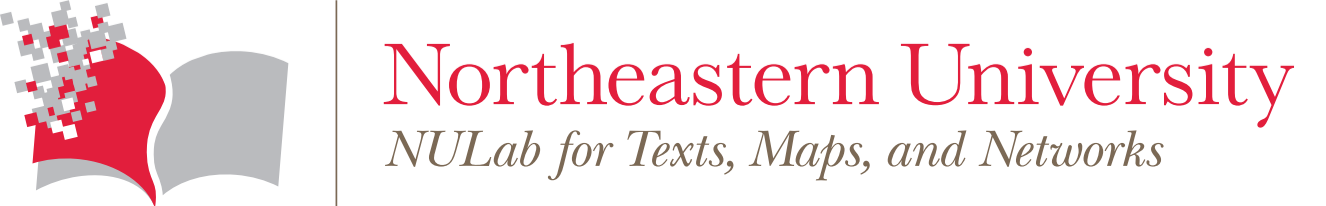 Northeastern University
NULab for Texts, Maps, and Networks